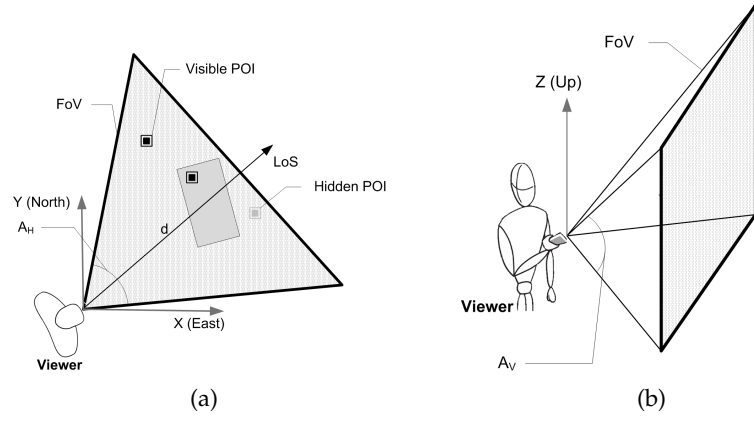 Visible POI
FoV
LoS
Hidden POI
Y (North)
A_H
d
X (East)
Viewer
(a)
FoV
Z (Up)
Viewer
A_V
(b)